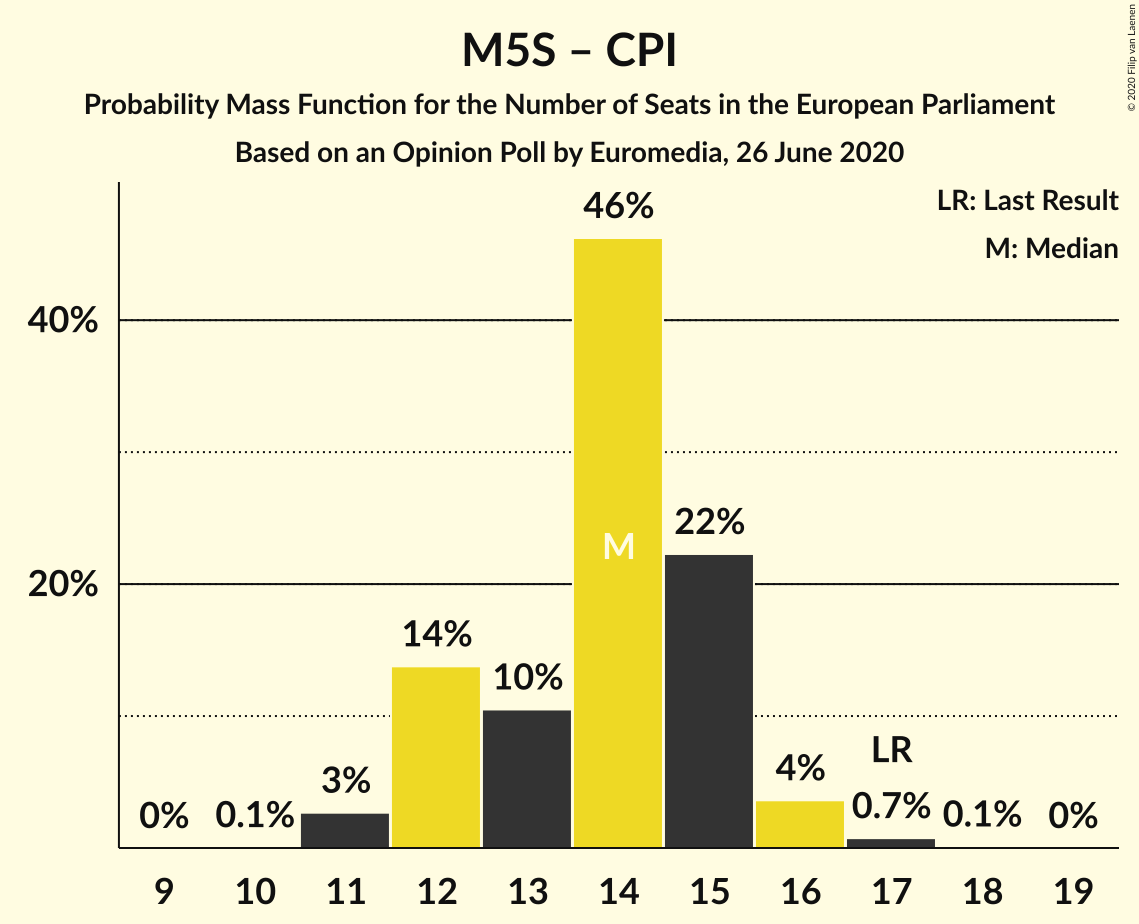 M5S – CPI
Probability Mass Function for the Number of Seats in the European Parliament
Based on an Opinion Poll by Euromedia, 26 June 2020
© 2020 Filip van Laenen
LR: Last Result
M: Median
40%
20%
0%
0.1%
3%
14%
10%
46%
M
22%
4%
LR
0.7%
0.1%
0%
9 10 11 12 13 14 15 16 17 18 19